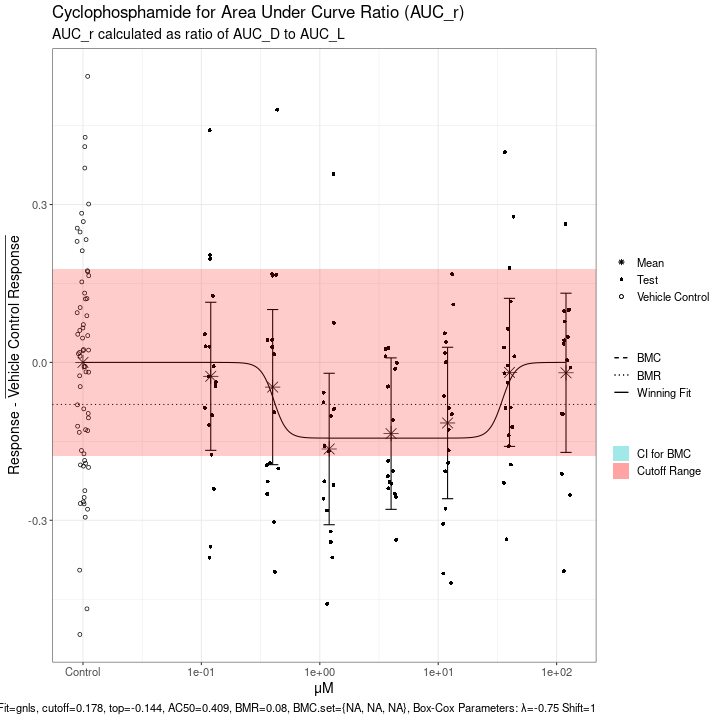 Cyclophosphamide for Area Under Curve Ratio (AUC_r)
AUC_r calculated as ratio of AUC_D to AUC_L
Response - Vehicle Control Response
0.3
0.0
-0.3
Control
1e-01
1e+00
1e+01
1e+02
μM
Mean
Test
Vehicle Control
BMC
BMR
Winning Fit
CI for BMC
Cutoff Range
Fit=gnls, cutoff=0.178, top=-0.144, AC50=0.409, BMR=0.08, BMC.set={NA, NA, NA}, Box-Cox Parameters: λ=-0.75 Shift=1